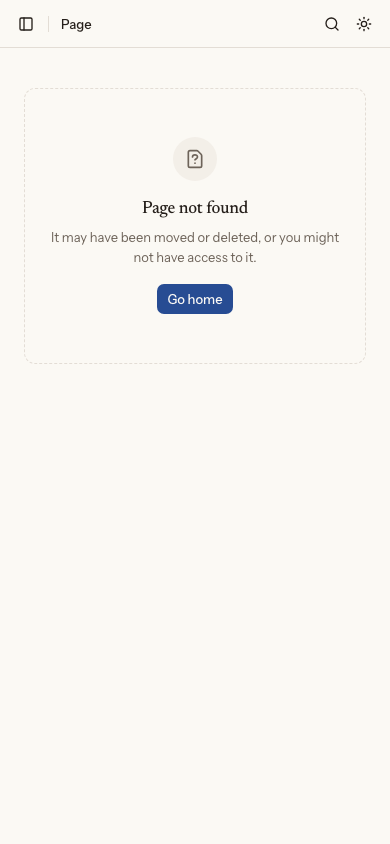 Page
Page not found
It may have been moved or deleted, or you might
not have access to it.
Go home